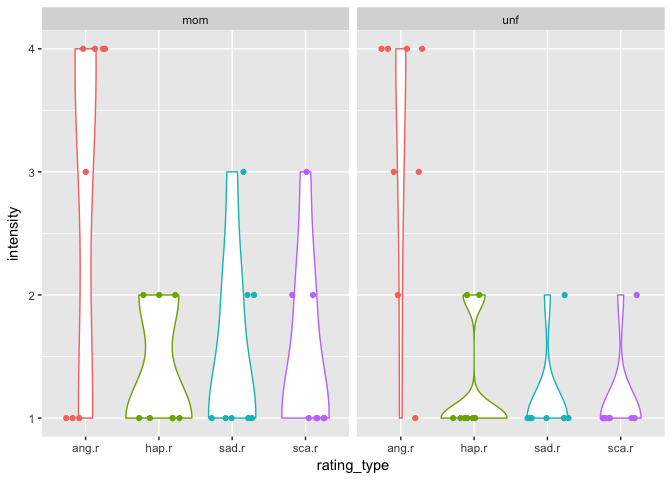 mom
unf
4
3
2
1
intensity
ang.r hap.r sad.r sca.r
ang.r hap.r sad.r sca.r
rating_type